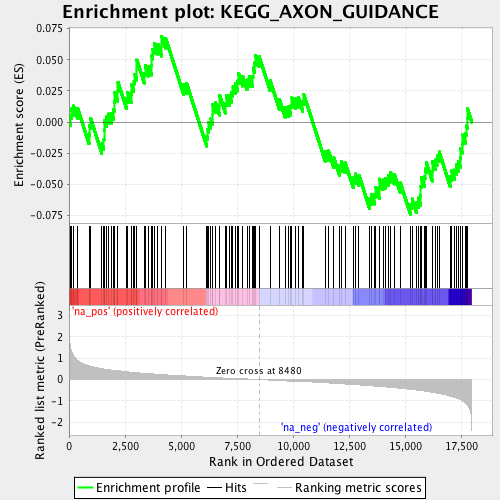 Enrichment plot: KEGG_AXON_GUIDANCE
Enrichment score (ES)
0.075
0.050
0.025
0.000
-0.025
-0.050
-0.075
'na_pos' (positively correlated)
Ranked list metric (PreRanked)
3
2
1
0
-1
-2
Zero cross at 8480
'na_neg' (negatively correlated)
0
2,500
5,000
7,500
10,000
12,500
15,000
17,500
Rank in Ordered Dataset
Enrichment profile
Hits
Ranking metric scores